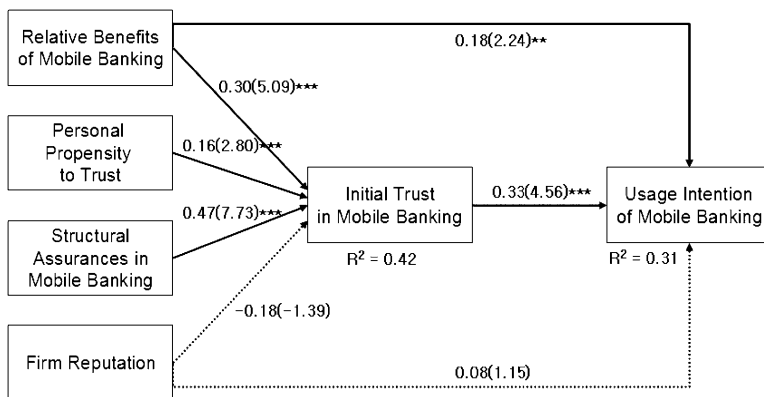 Relative Benefits
of Mobile Banking
0.18(2.24)**
0.30(5.09)***
Personal
Propensity
to Trust
0.16(2.80)***
Initial Trust
in Mobile Banking
0.33(4.56)***
Usage Intention
of Mobile Banking
0.47(7.73)***
Structural
Assurances in
Mobile Banking
R² = 0.42
R² = 0.31
-0.18(-1.39)
Firm Reputation
0.08(1.15)